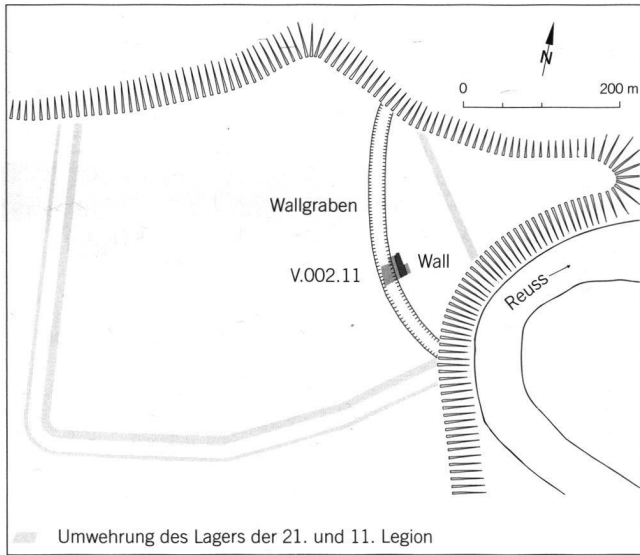 N
0 200 m
Wallgraben
V.002.11
Wall
Reuss
Umwehrung des Lagers der 21. und 11. Legion